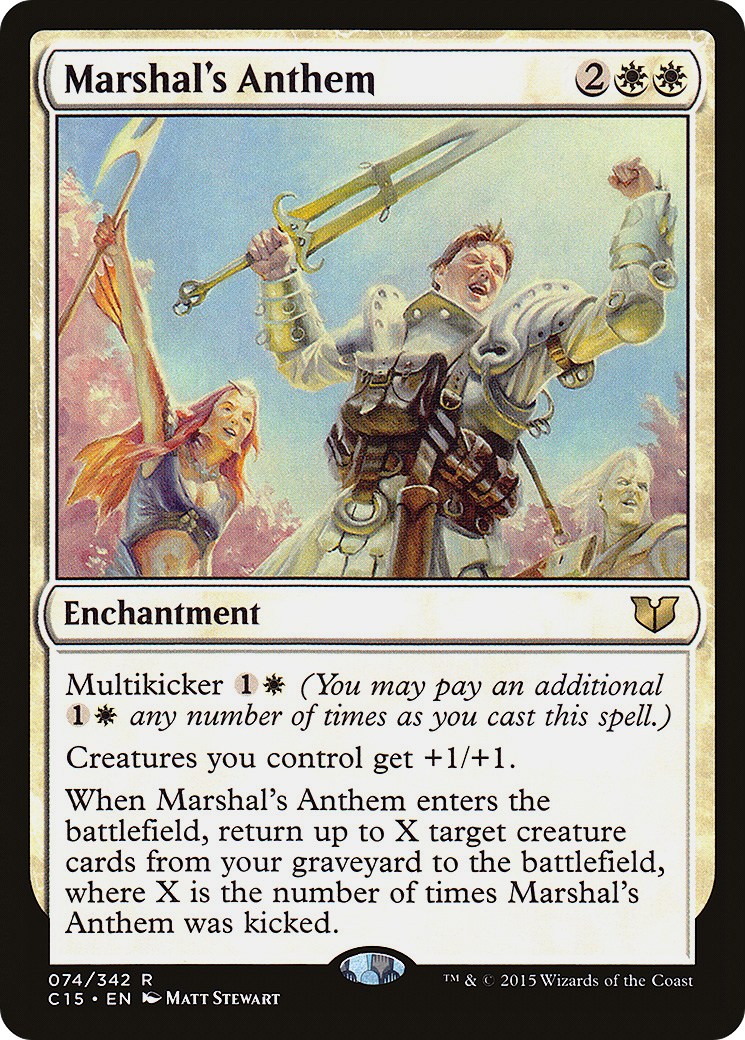 Marshal's Anthem 2
Enchantment
Multikicker 1 (You may pay an additional
1 any number of times as you cast this spell.)
Creatures you control get +1/+1.
When Marshal's Anthem enters the
battlefield, return up to X target creature
cards from your graveyard to the battlefield,
where X is the number of times Marshal's
Anthem was kicked.
074/342 R
C15 • EN Matt Stewart
™ & © 2015 Wizards of the Coast